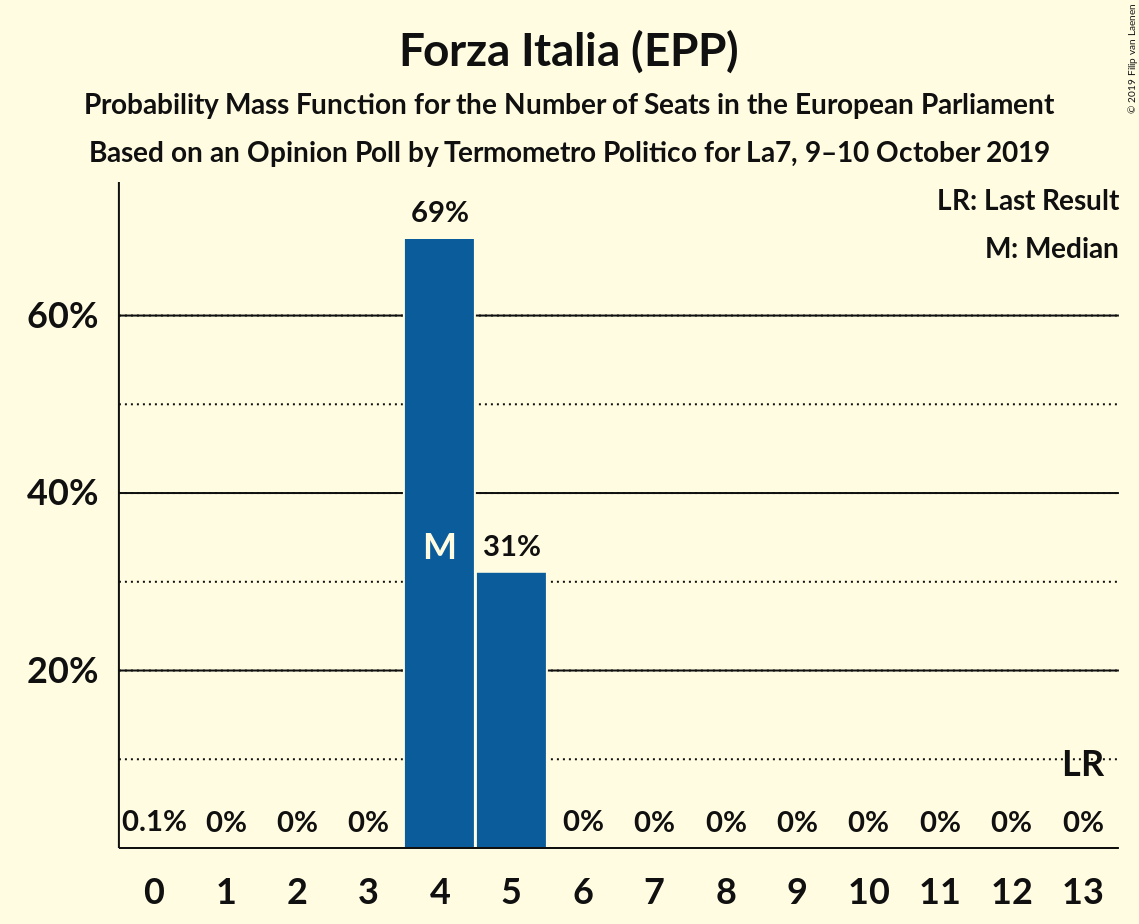 Forza Italia (EPP)
Probability Mass Function for the Number of Seats in the European Parliament
Based on an Opinion Poll by Termometro Politico for La7, 9–10 October 2019
© 2019 Filip van Laenen
LR: Last Result
M: Median
69%
60%
40%
M
31%
20%
LR
0.1% 0% 0% 0% 0% 0% 0% 0% 0% 0% 0% 0%
0 1 2 3 4 5 6 7 8 9 10 11 12 13